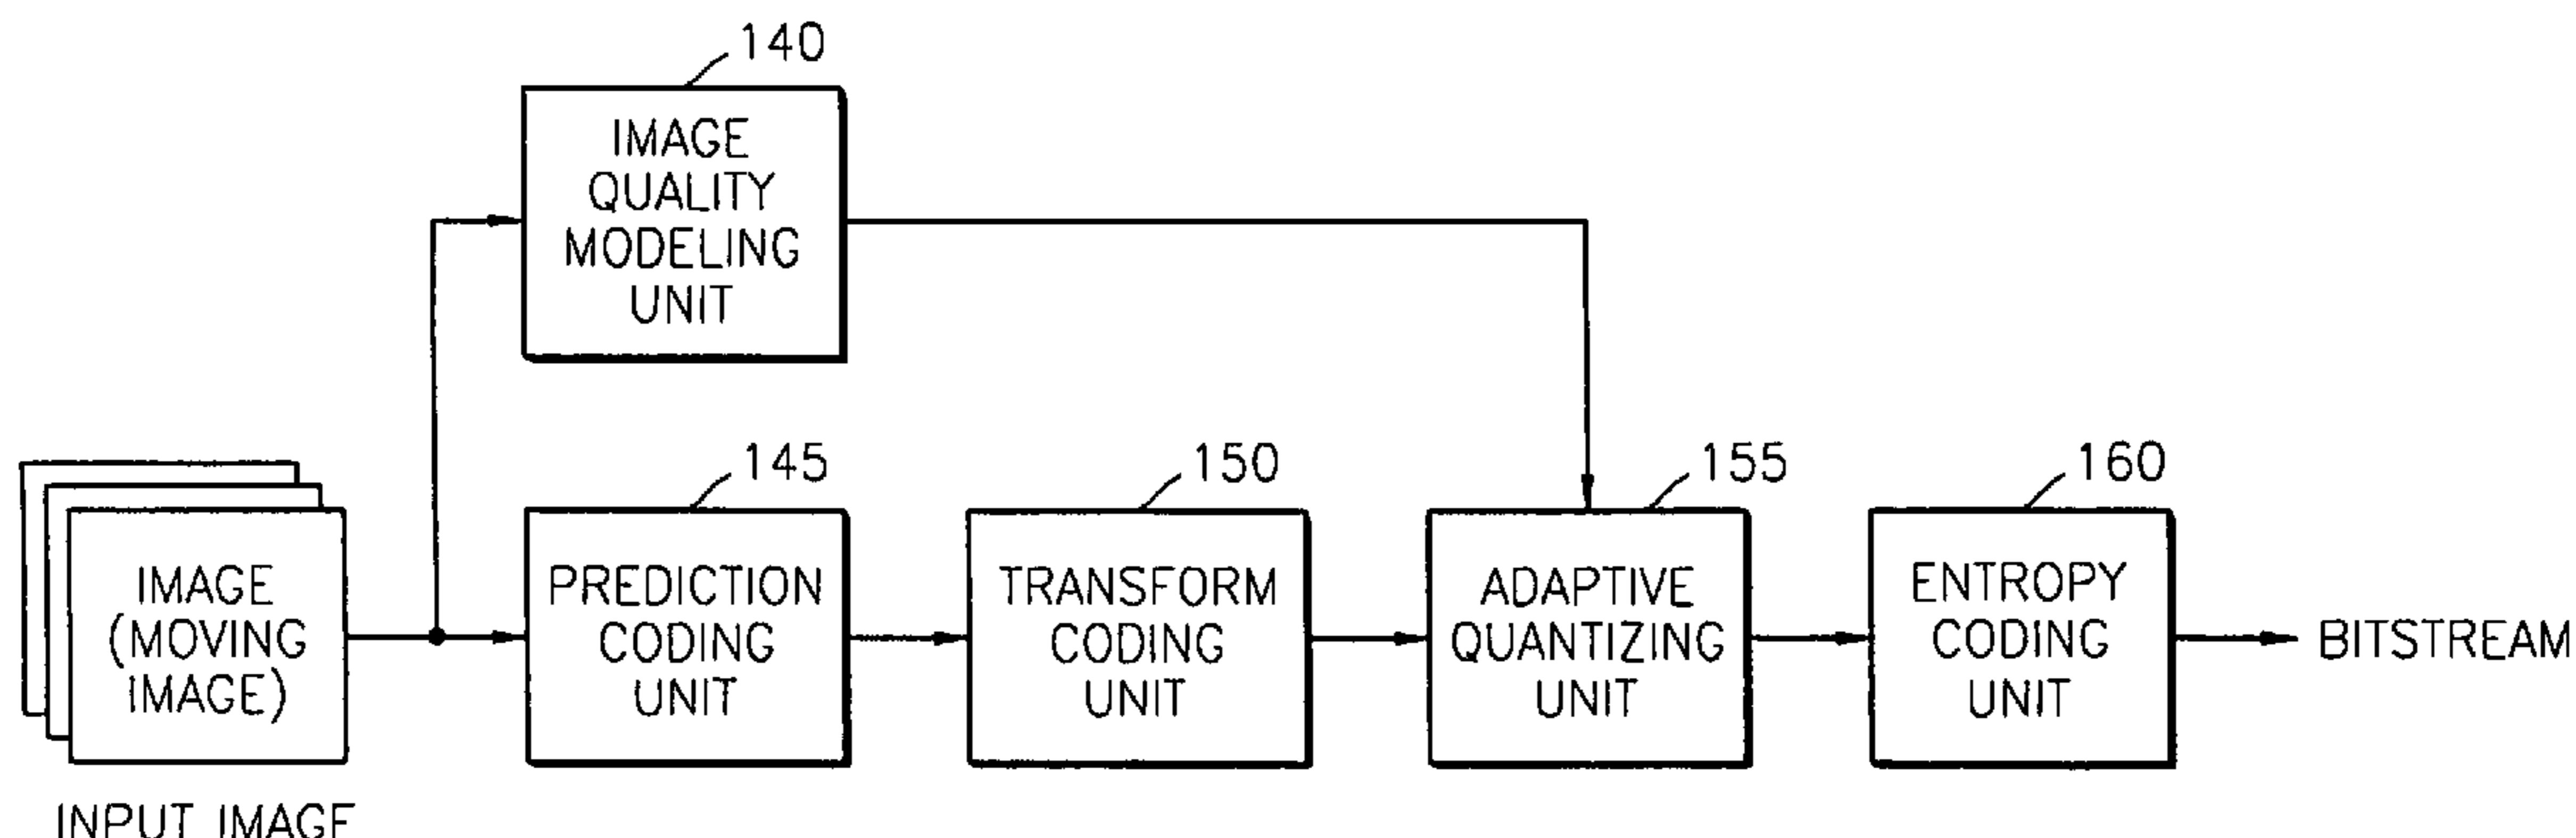 140
IMAGE
QUALITY
MODELING
UNIT
145
150
155
160
IMAGE
(MOVING
IMAGE)
PREDICTION
CODING
UNIT
TRANSFORM
CODING
UNIT
ADAPTIVE
QUANTIZING
UNIT
ENTROPY
CODING
UNIT
BITSTREAM
INPUT IMAGE